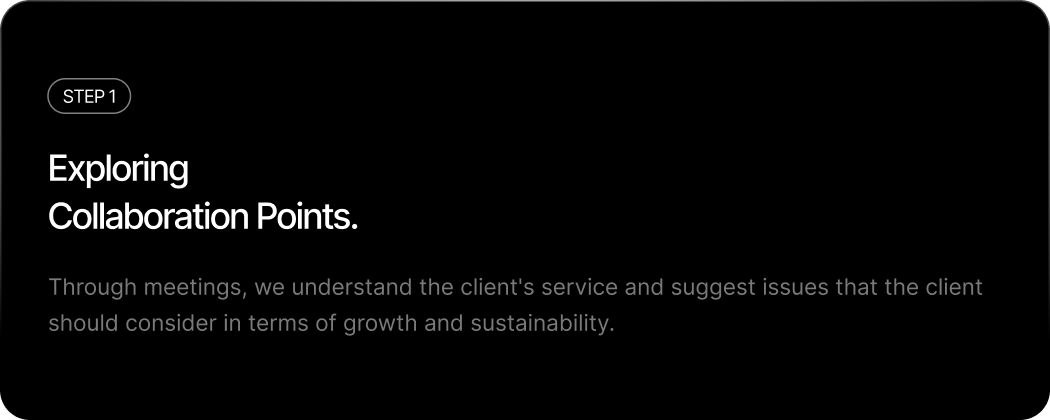 STEP 1
Exploring
Collaboration Points.
Through meetings, we understand the client's service and suggest issues that the client
should consider in terms of growth and sustainability.